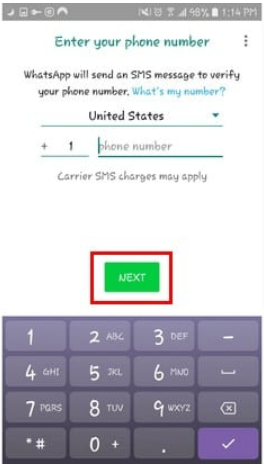 98% 1:14 PM
Enter your phone number
WhatsApp will send an SMS message to verify
your phone number. What's my number?
United States
+ 1 phone number
Carrier SMS charges may apply
NEXT
1 2 ABC 3 DEF –
4 GHI 5 JKL 6 MNO
7 PQRS 8 TUV 9 WXYZ
* # 0 + .